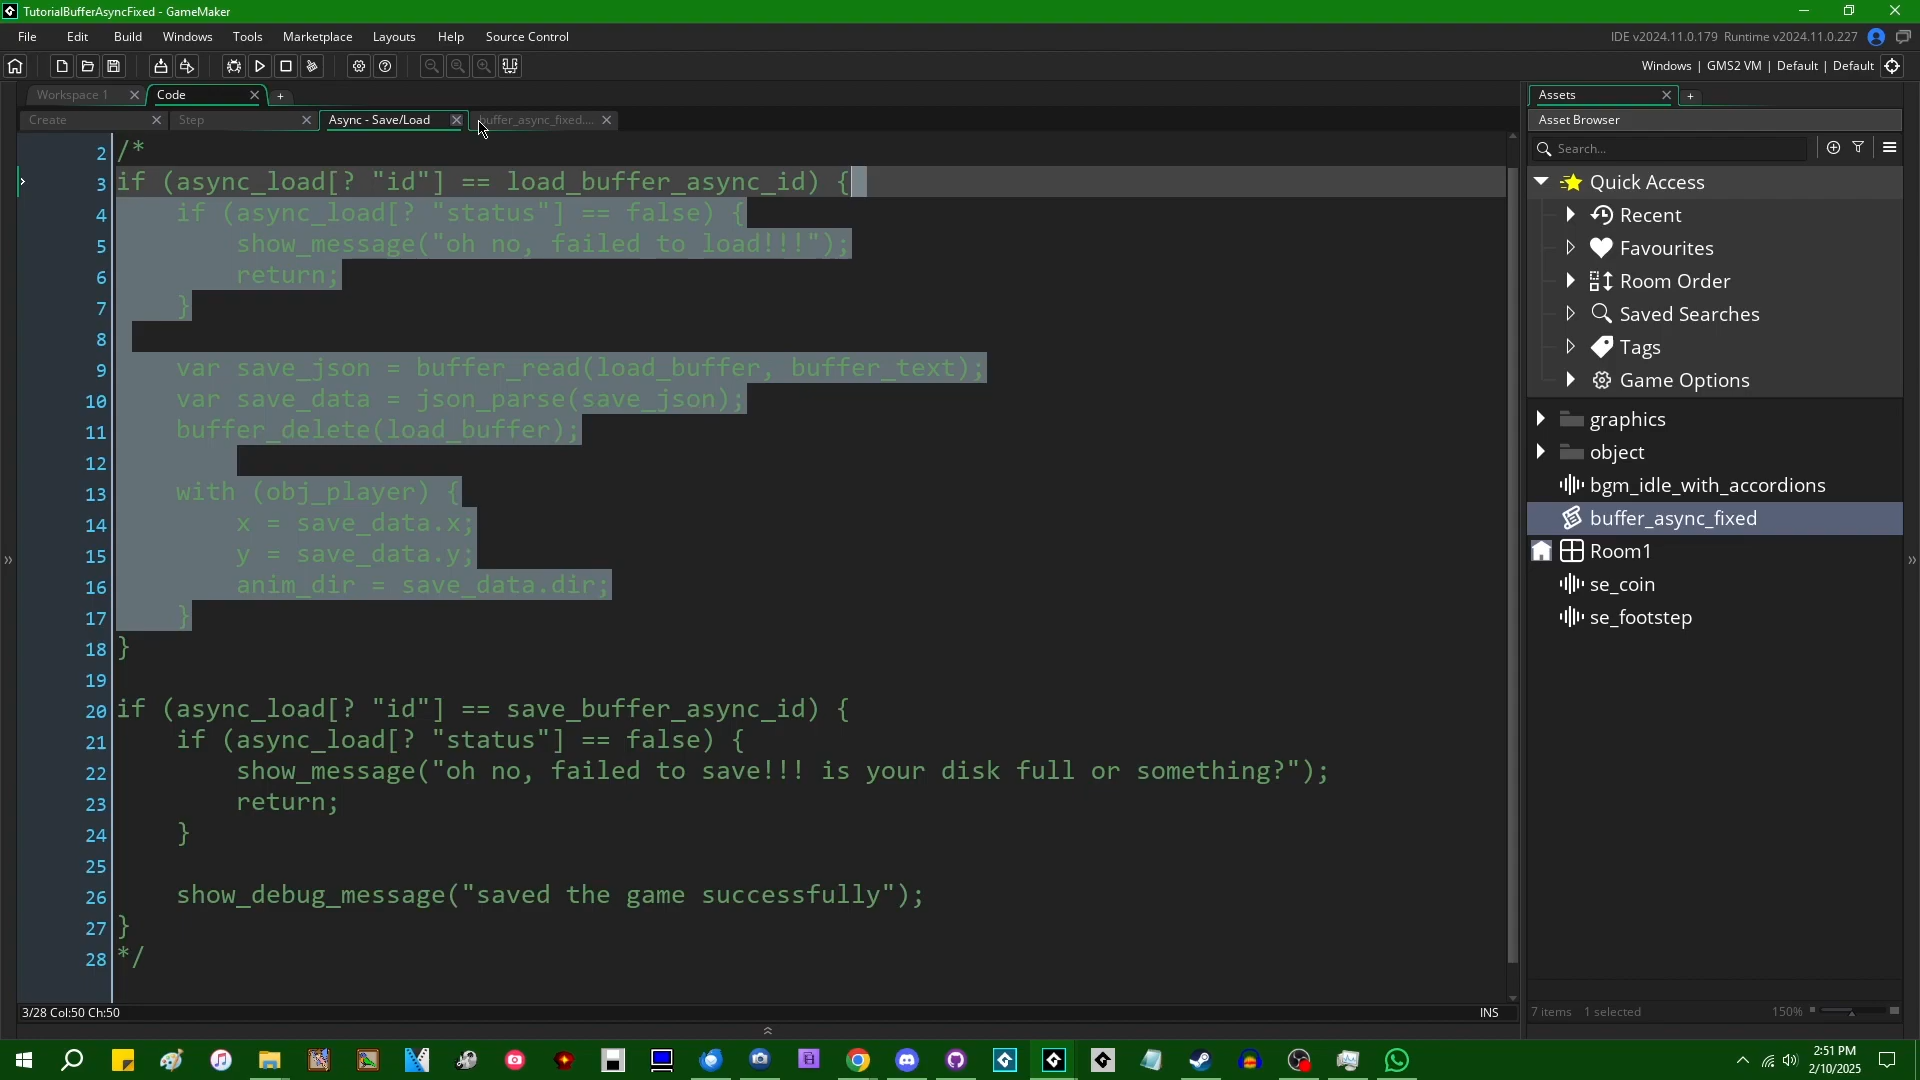 TutorialBufferAsyncFixed - GameMaker
File Edit Build Windows Tools Marketplace Layouts Help Source Control
IDE v2024.11.0.179 Runtime v2024.11.0.227
Windows | GMS2 VM | Default | Default
Workspace 1 Code
Create Step Async - Save/Load buffer_async_fixed....
2 /*
3 if (async_load[? "id"] == load_buffer_async_id) {
4 if (async_load[? "status"] == false) {
5 show_message("oh no, failed to load!!!");
6 return;
7 }
8
9 var save_json = buffer_read(load_buffer, buffer_text);
10 var save_data = json_parse(save_json);
11 buffer_delete(load_buffer);
12
13 with (obj_player) {
14 x = save_data.x;
15 y = save_data.y;
16 anim_dir = save_data.dir;
17 }
18 }
19
20 if (async_load[? "id"] == save_buffer_async_id) {
21 if (async_load[? "status"] == false) {
22 show_message("oh no, failed to save!!! is your disk full or something?");
23 return;
24 }
25
26 show_debug_message("saved the game successfully");
27 }
28 */
3/28 Col:50 Ch:50
INS
Assets
Asset Browser
Search...
Quick Access
Recent
Favourites
Room Order
Saved Searches
Tags
Game Options
graphics
object
bgm_idle_with_accordions
buffer_async_fixed
Room1
se_coin
se_footstep
7 items 1 selected
150%
2:51 PM
2/10/2025